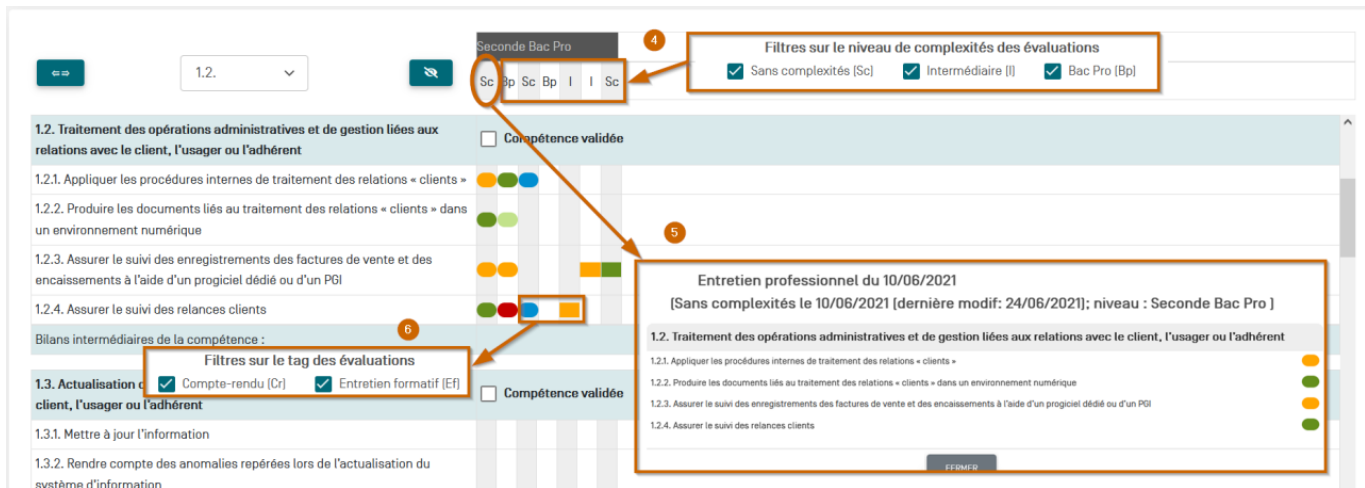 Seconde Bac Pro
4
Filtres sur le niveau de complexités des évaluations
Sans complexités (Sc) Intermédiaire (I) Bac Pro (Bp)
1.2.
Sc Bp Sc Bp I I Sc
1.2. Traitement des opérations administratives et de gestion liées aux
relations avec le client, l'usager ou l'adhérent
Compétence validée
1.2.1. Appliquer les procédures internes de traitement des relations « clients »
1.2.2. Produire les documents liés au traitement des relations « clients » dans
un environnement numérique
5
1.2.3. Assurer le suivi des enregistrements des factures de vente et des
encaissements à l'aide d'un progiciel dédié ou d'un PGI
1.2.4. Assurer le suivi des relances clients
Bilans intermédiaires de la compétence :
6
Filtres sur le tag des évaluations
Compte-rendu (Cr) Entretien formatif (Ef)
1.3. Actualisation d
client, l'usager ou l'adhérent
Compétence validée
1.3.1. Mettre à jour l'information
1.3.2. Rendre compte des anomalies repérées lors de l'actualisation du
système d'information
Entretien professionnel du 10/06/2021
(Sans complexités le 10/06/2021 (dernière modif: 24/06/2021); niveau : Seconde Bac Pro )
1.2. Traitement des opérations administratives et de gestion liées aux relations avec le client, l'usager ou l'adhérent
1.2.1. Appliquer les procédures internes de traitement des relations « clients »
1.2.2. Produire les documents liés au traitement des relations « clients » dans un environnement numérique
1.2.3. Assurer le suivi des enregistrements des factures de vente et des encaissements à l'aide d'un progiciel dédié ou d'un PGI
1.2.4. Assurer le suivi des relances clients
FERMER